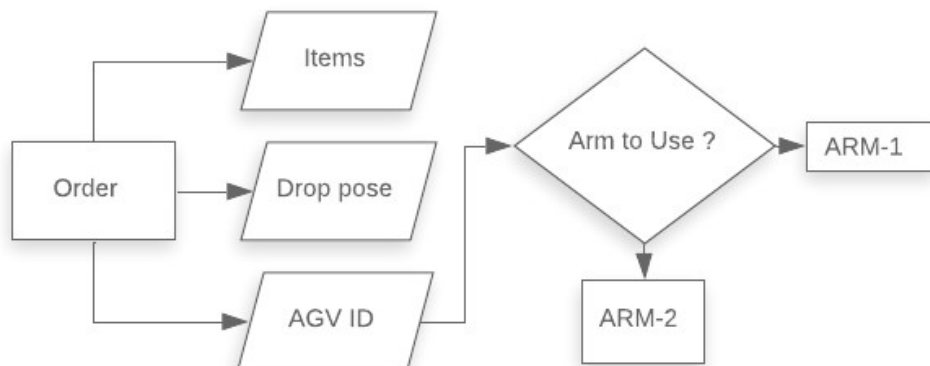 Items
Order
Drop pose
AGV ID
Arm to Use ?
ARM-1
ARM-2